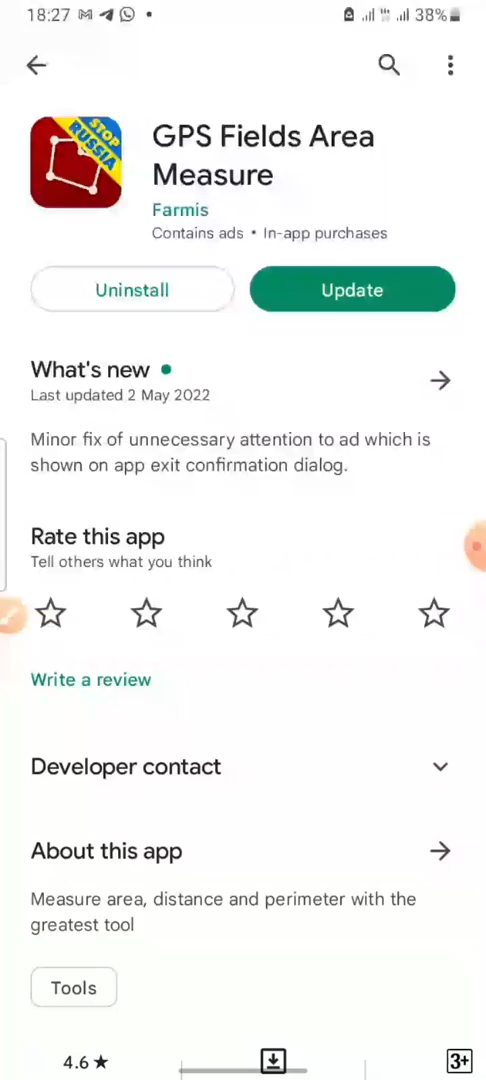 18:27 38%
STOP
RUSSIA
GPS Fields Area
Measure
Farmis
Contains ads • In-app purchases
Uninstall
Update
What's new
Last updated 2 May 2022
Minor fix of unnecessary attention to ad which is
shown on app exit confirmation dialog.
Rate this app
Tell others what you think
Write a review
Developer contact
About this app
Measure area, distance and perimeter with the
greatest tool
Tools
4.6★ 3+